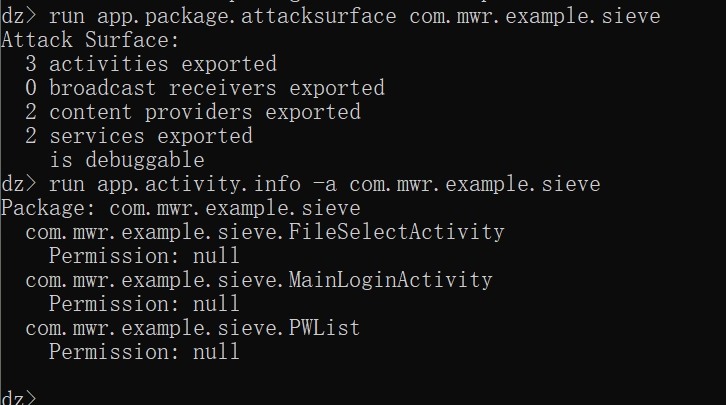 dz> run app.package.attacksurface com.mwr.example.sieve
Attack Surface:
  3 activities exported
  0 broadcast receivers exported
  2 content providers exported
  2 services exported
    is debuggable
dz> run app.activity.info -a com.mwr.example.sieve
Package: com.mwr.example.sieve
  com.mwr.example.sieve.FileSelectActivity
    Permission: null
  com.mwr.example.sieve.MainLoginActivity
    Permission: null
  com.mwr.example.sieve.PWList
    Permission: null
dz>